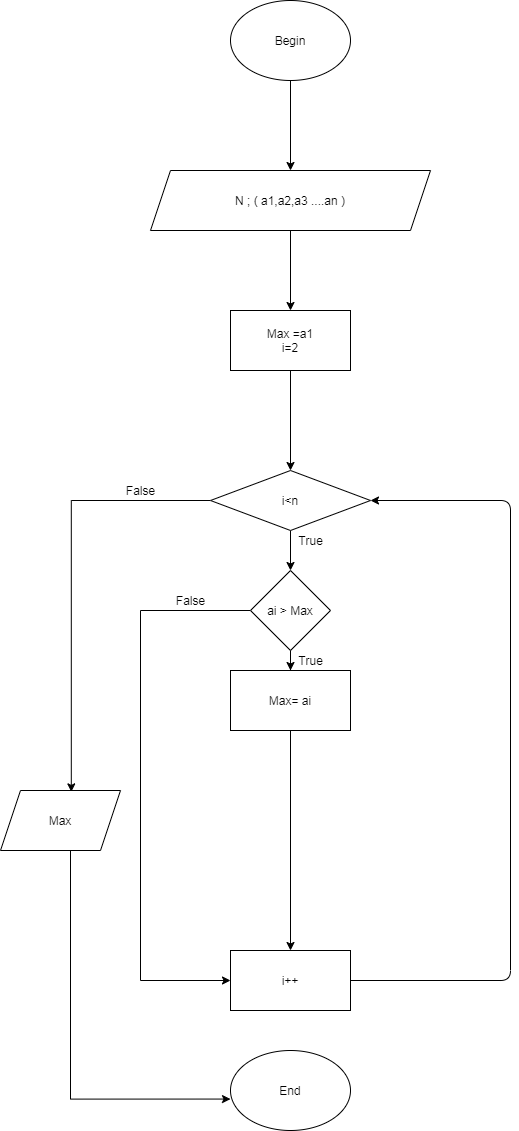 Begin
N ; ( a1,a2,a3 ....an )
Max =a1
i=2
False
i<n
True
False
ai > Max
True
Max= ai
Max
i++
End